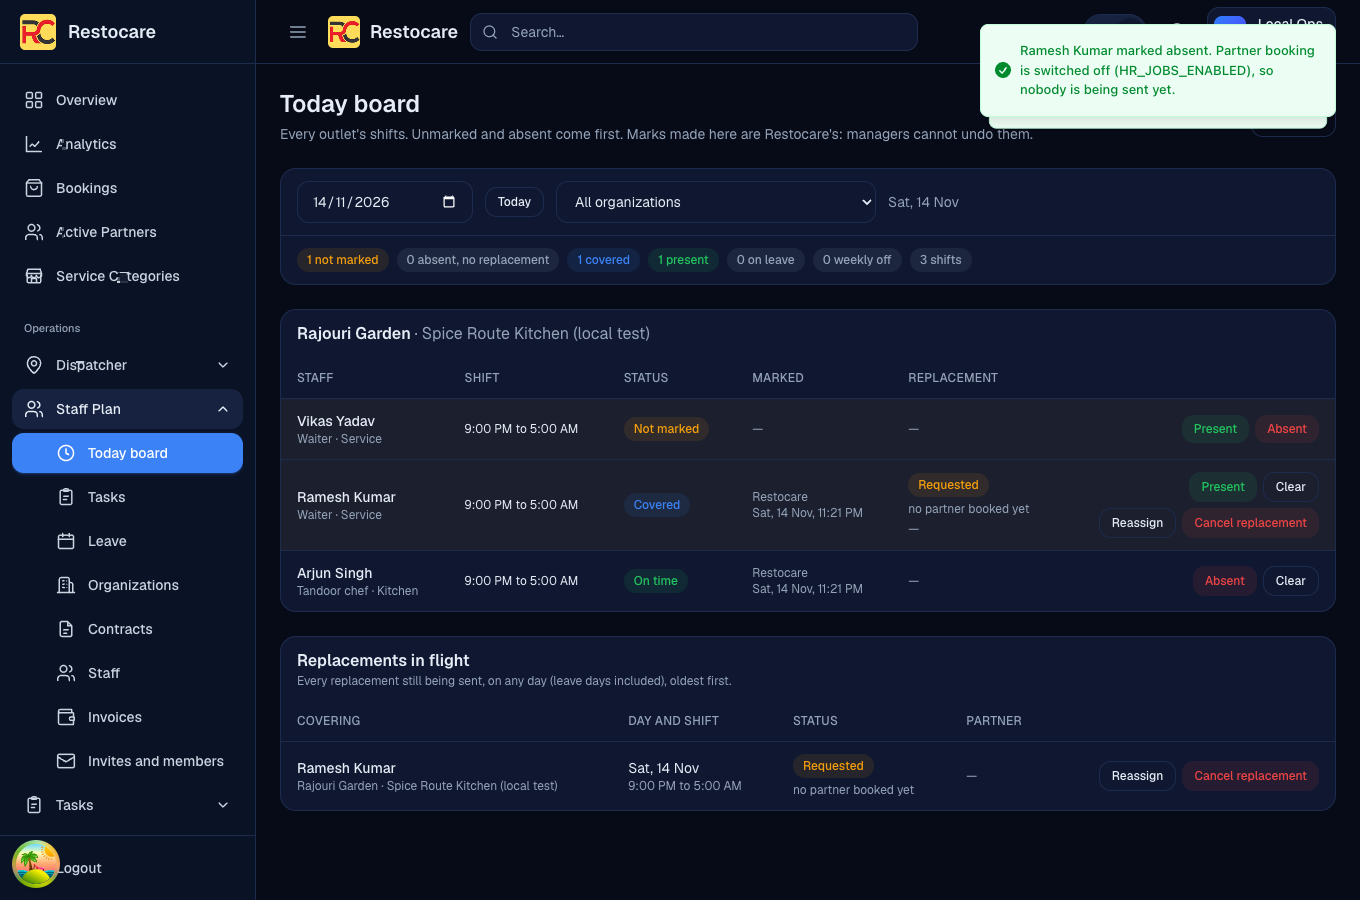 RC Restocare
Overview
Analytics
Bookings
Active Partners
Service Categories
Operations
Dispatcher
Staff Plan
Today board
Tasks
Leave
Organizations
Contracts
Staff
Invoices
Invites and members
Tasks
Logout
RC Restocare
Search...
Ramesh Kumar marked absent. Partner booking
is switched off (HR_JOBS_ENABLED), so
nobody is being sent yet.
Today board
Every outlet's shifts. Unmarked and absent come first. Marks made here are Restocare's: managers cannot undo them.
14/11/2026 Today All organizations Sat, 14 Nov
1 not marked 0 absent, no replacement 1 covered 1 present 0 on leave 0 weekly off 3 shifts
Rajouri Garden · Spice Route Kitchen (local test)
STAFF SHIFT STATUS MARKED REPLACEMENT
Vikas Yadav
Waiter · Service
9:00 PM to 5:00 AM Not marked — — Present Absent
Ramesh Kumar
Waiter · Service
9:00 PM to 5:00 AM Covered
Restocare
Sat, 14 Nov, 11:21 PM
Requested
no partner booked yet
—
Present Clear
Reassign Cancel replacement
Arjun Singh
Tandoor chef · Kitchen
9:00 PM to 5:00 AM On time
Restocare
Sat, 14 Nov, 11:21 PM
— Absent Clear
Replacements in flight
Every replacement still being sent, on any day (leave days included), oldest first.
COVERING DAY AND SHIFT STATUS PARTNER
Ramesh Kumar
Rajouri Garden · Spice Route Kitchen (local test)
Sat, 14 Nov
9:00 PM to 5:00 AM
Requested
no partner booked yet
— Reassign Cancel replacement